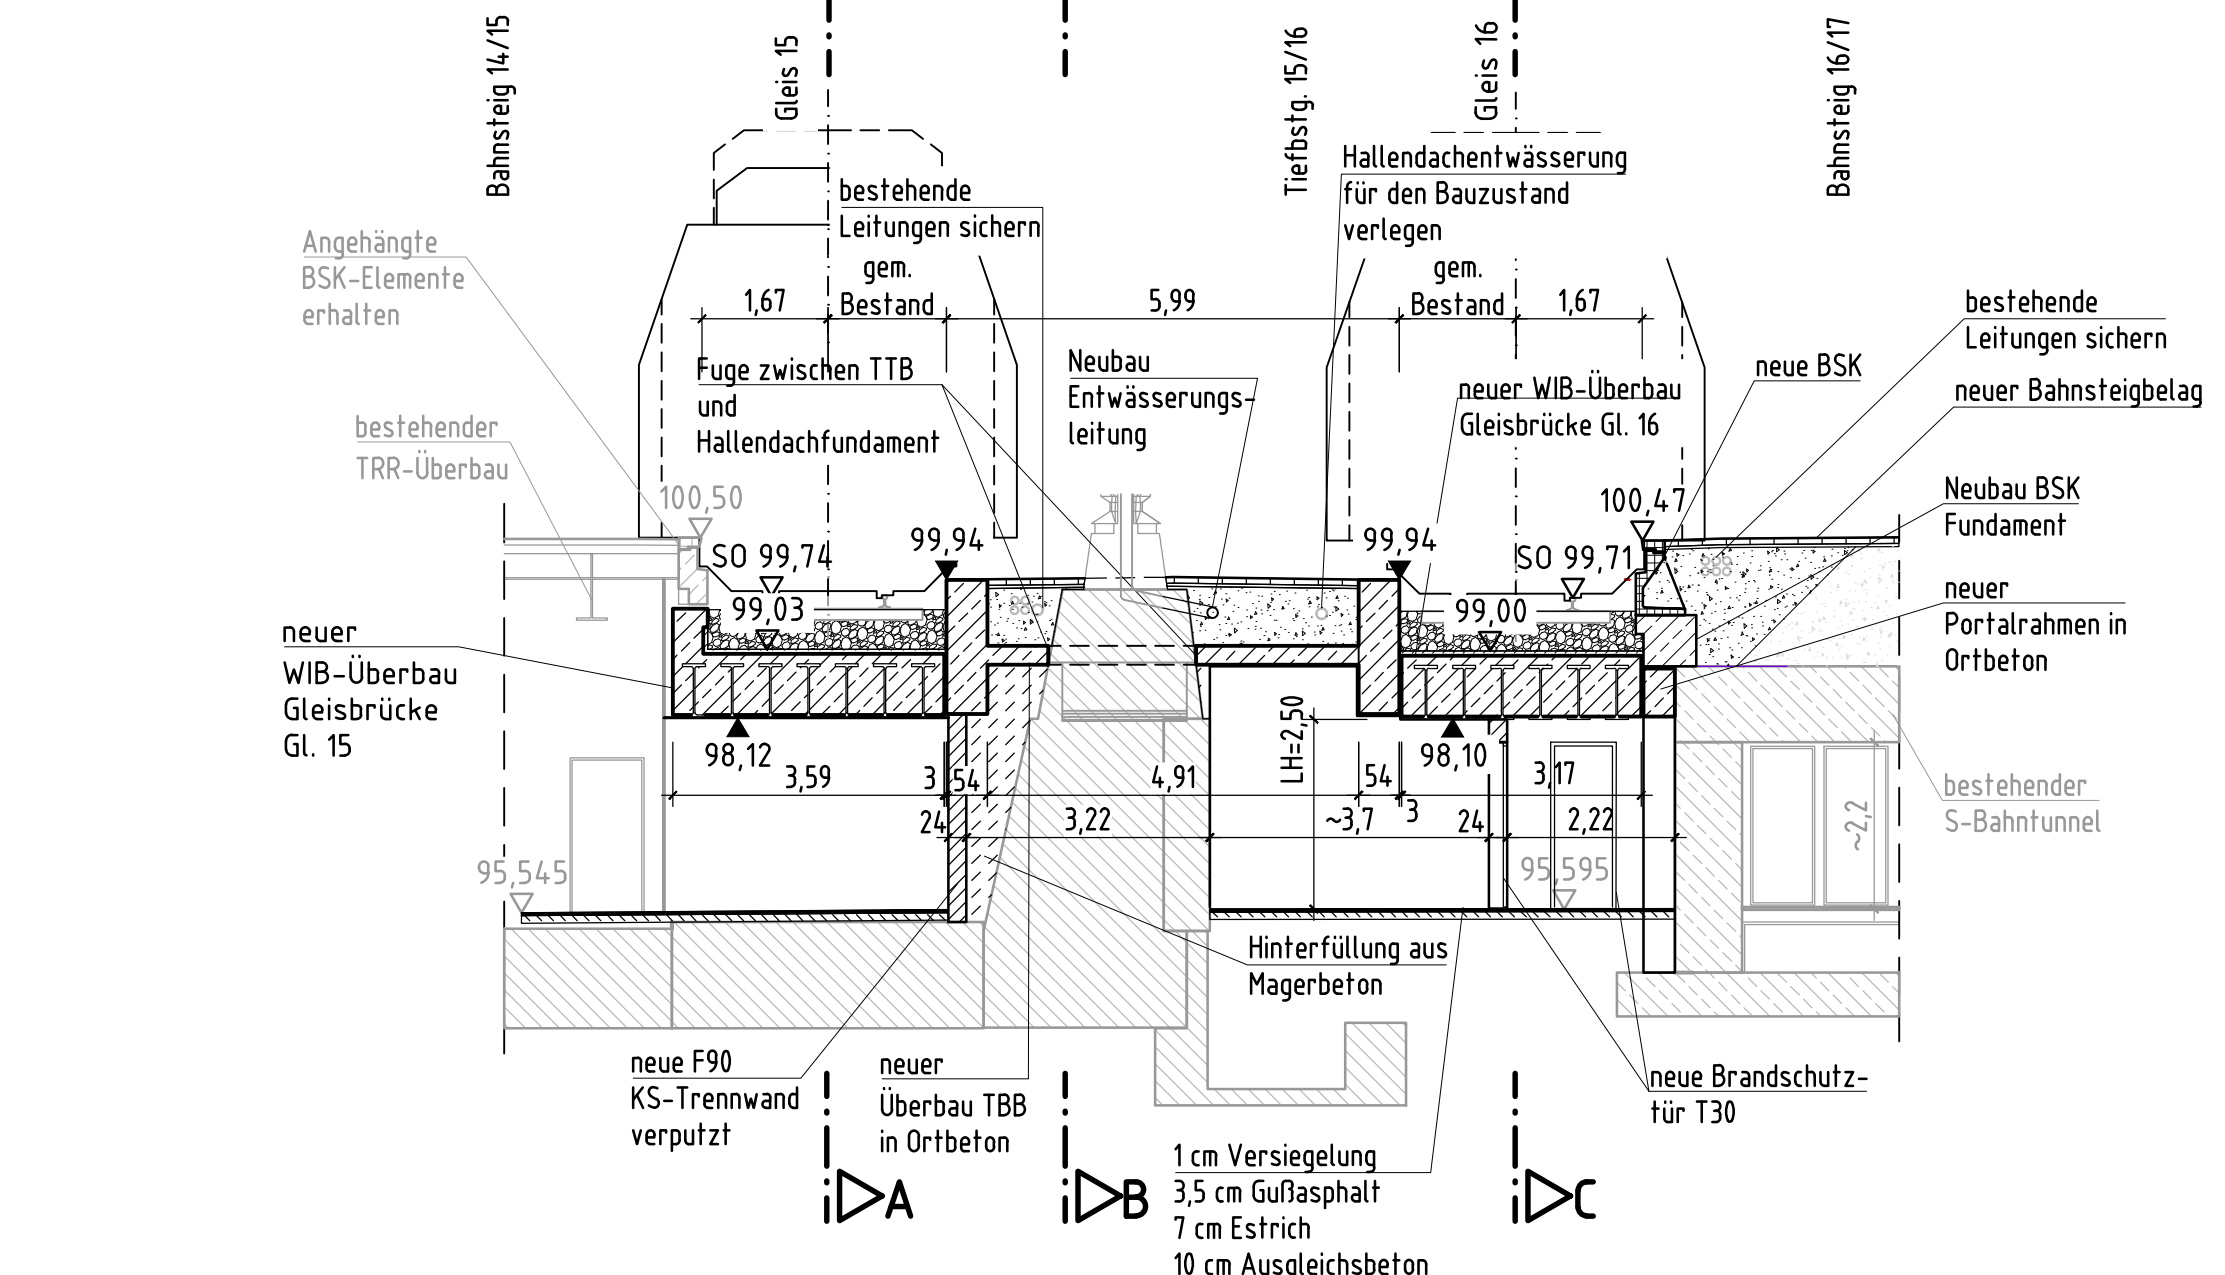 Bahnsteig 14/15
Gleis 15
Tiefbstg. 15/16
Gleis 16
Bahnsteig 16/17
Hallendachentwässerung
für den Bauzustand
verlegen
bestehende
Leitungen sichern
gem.
Bestand
gem.
Bestand
Angehängte
BSK-Elemente
erhalten
1,67
5,99
1,67
bestehende
Leitungen sichern
Fuge zwischen TTB
und
Hallendachfundament
Neubau
Entwässerungs-
leitung
neuer WIB-Überbau
Gleisbrücke Gl. 16
neue BSK
neuer Bahnsteigbelag
bestehender
TRR-Überbau
100,50
SO 99,74
99,94
99,94
100,47
SO 99,71
Neubau BSK
Fundament
99,03
99,00
neuer
Portalrahmen in
Ortbeton
neuer
WIB-Überbau
Gleisbrücke
Gl. 15
98,12
98,10
LH=2,50
3,59
3
54
4,91
54
3
3,17
24
3,22
~3,7
24
2,22
~2,2
bestehender
S-Bahntunnel
95,545
95,595
Hinterfüllung aus
Magerbeton
neue F90
KS-Trennwand
verputzt
neuer
Überbau TBB
in Ortbeton
neue Brandschutz-
tür T30
1 cm Versiegelung
3,5 cm Gußasphalt
7 cm Estrich
10 cm Ausgleichsbeton
A
B
C